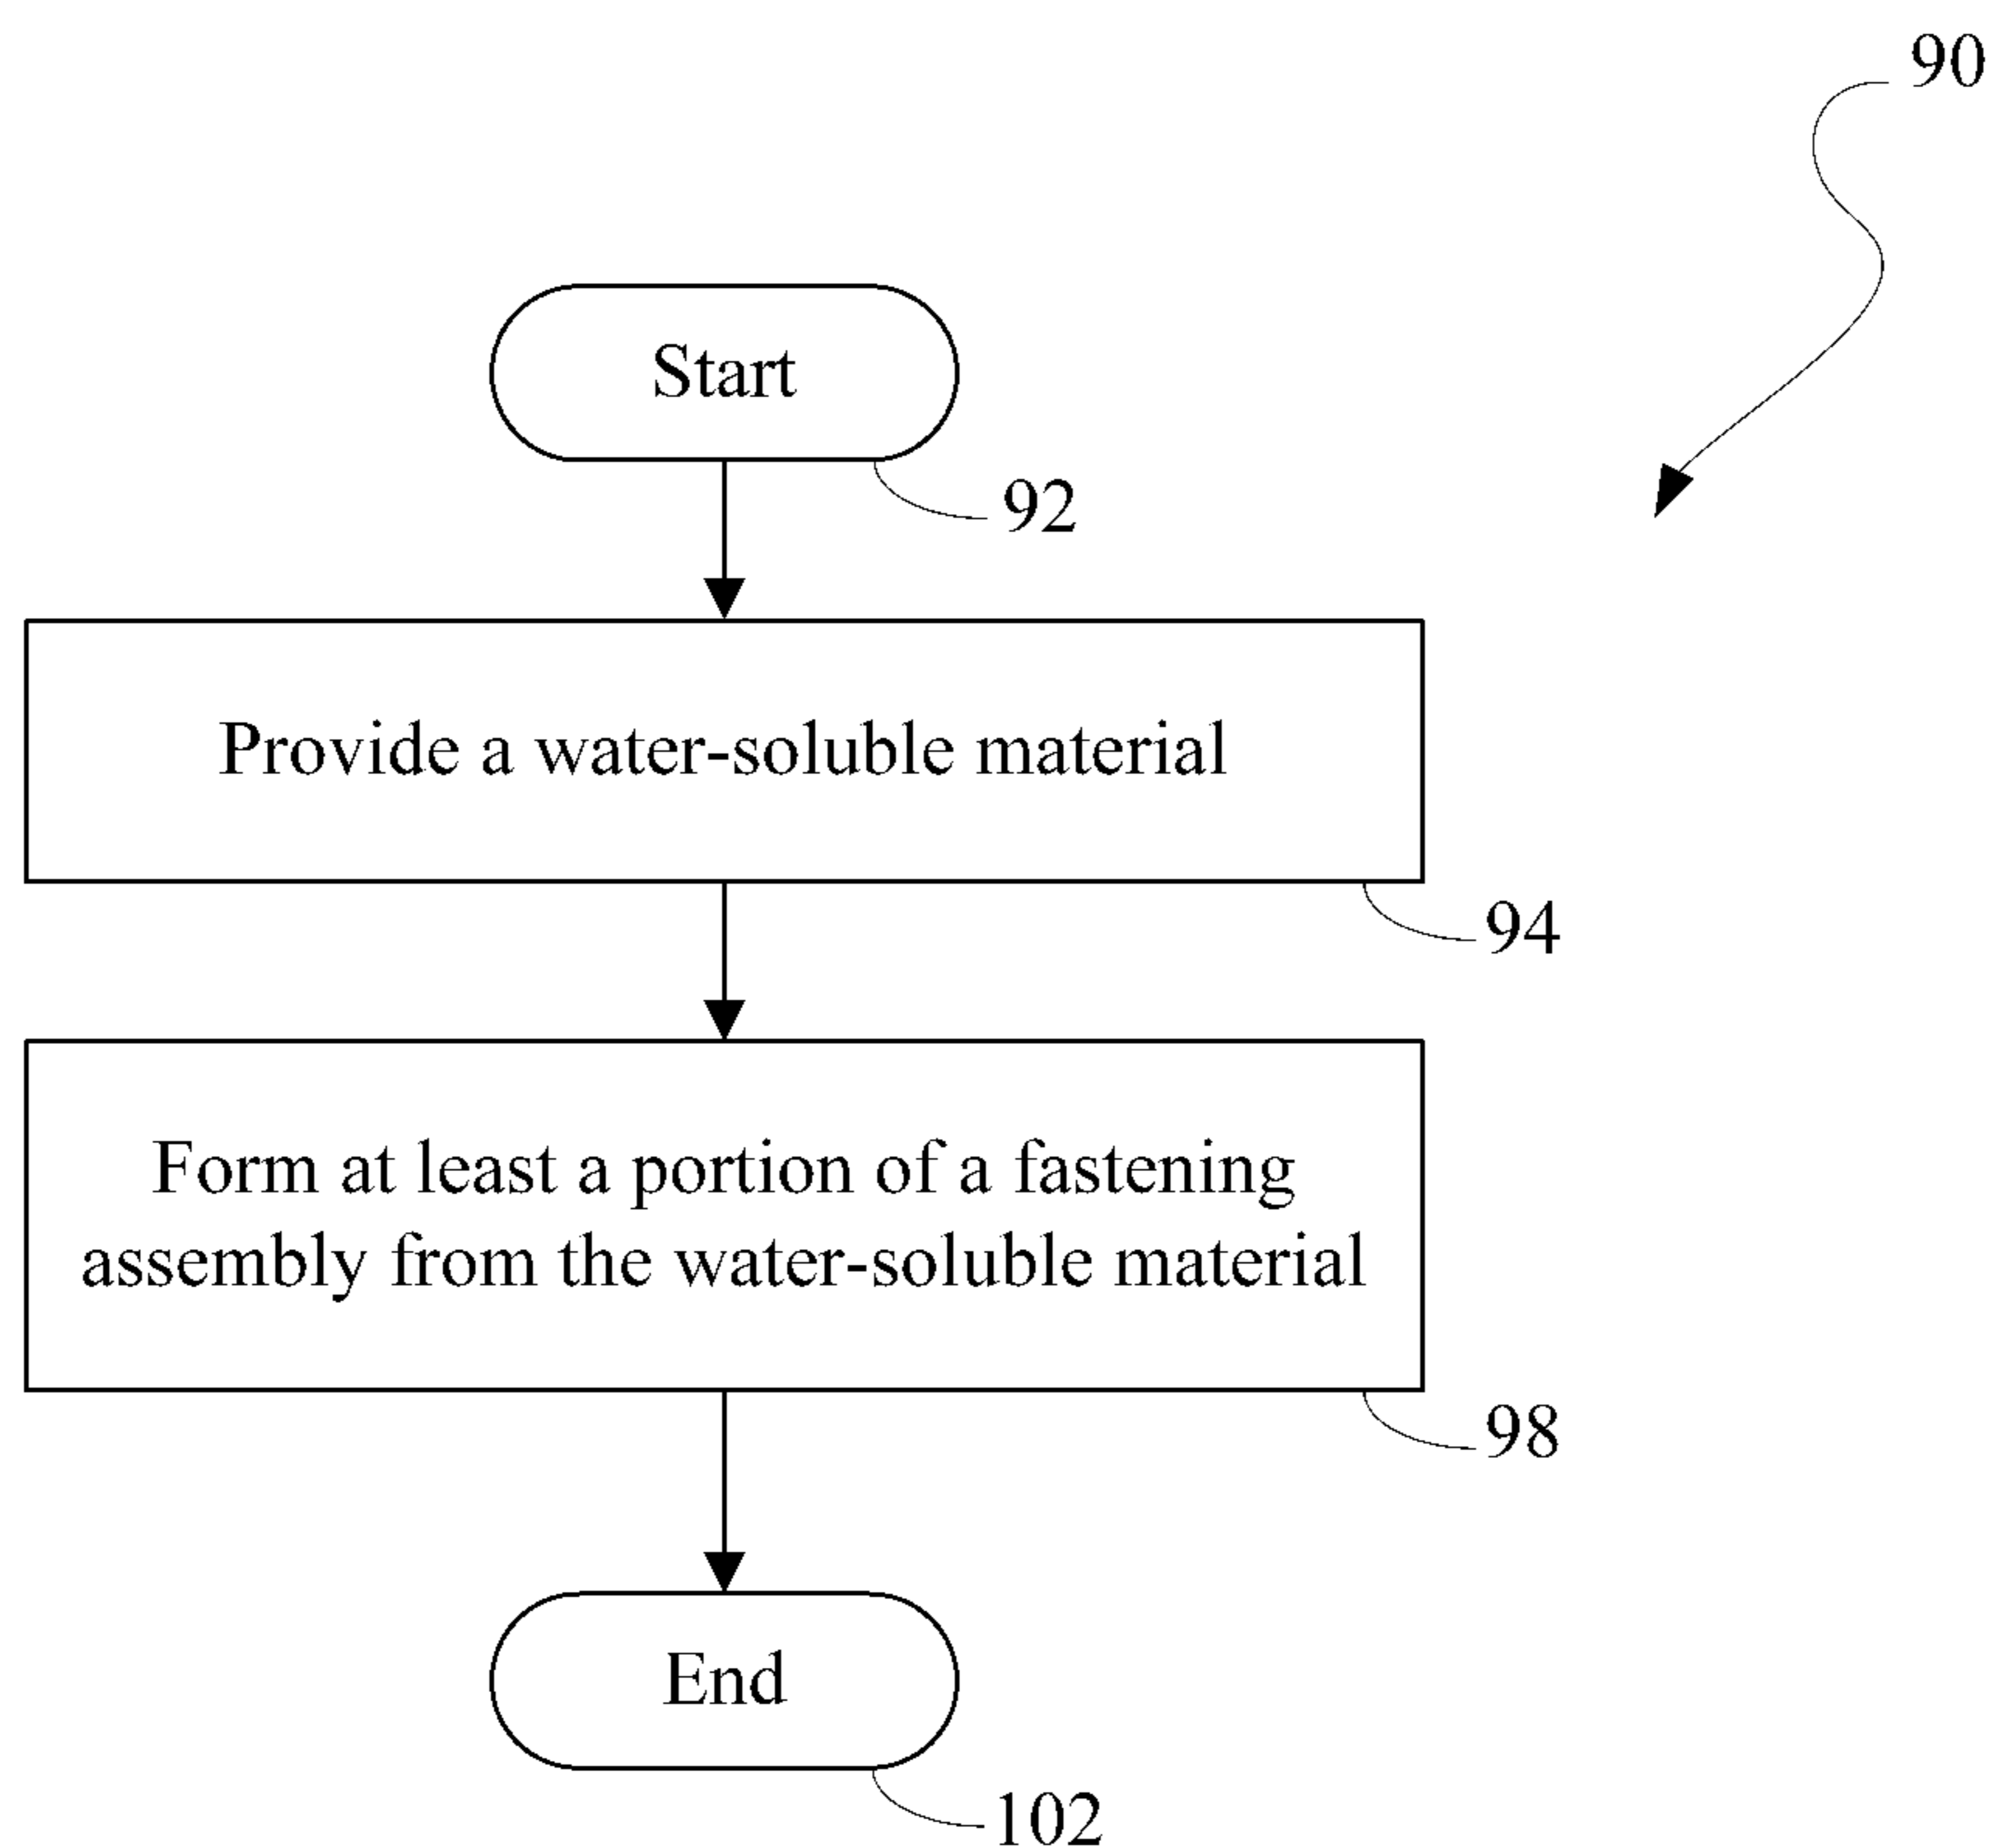 90
Start
92
Provide a water-soluble material
94
Form at least a portion of a fastening
assembly from the water-soluble material
98
End
102